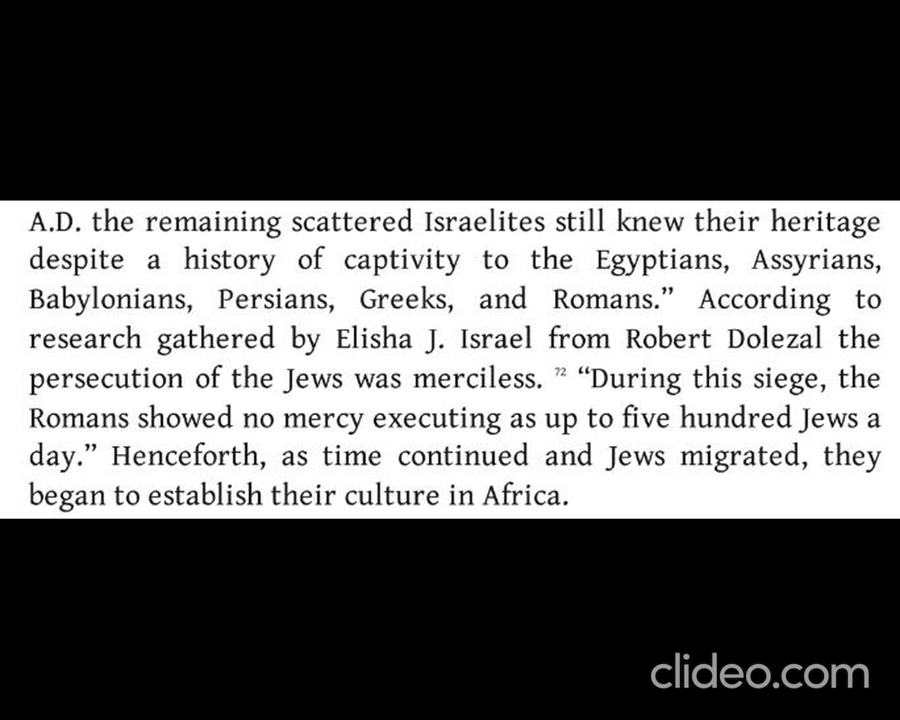 A.D. the remaining scattered Israelites still knew their heritage
despite a history of captivity to the Egyptians, Assyrians,
Babylonians, Persians, Greeks, and Romans.” According to
research gathered by Elisha J. Israel from Robert Dolezal the
persecution of the Jews was merciless. 72 “During this siege, the
Romans showed no mercy executing as up to five hundred Jews a
day.” Henceforth, as time continued and Jews migrated, they
began to establish their culture in Africa.
clideo.com